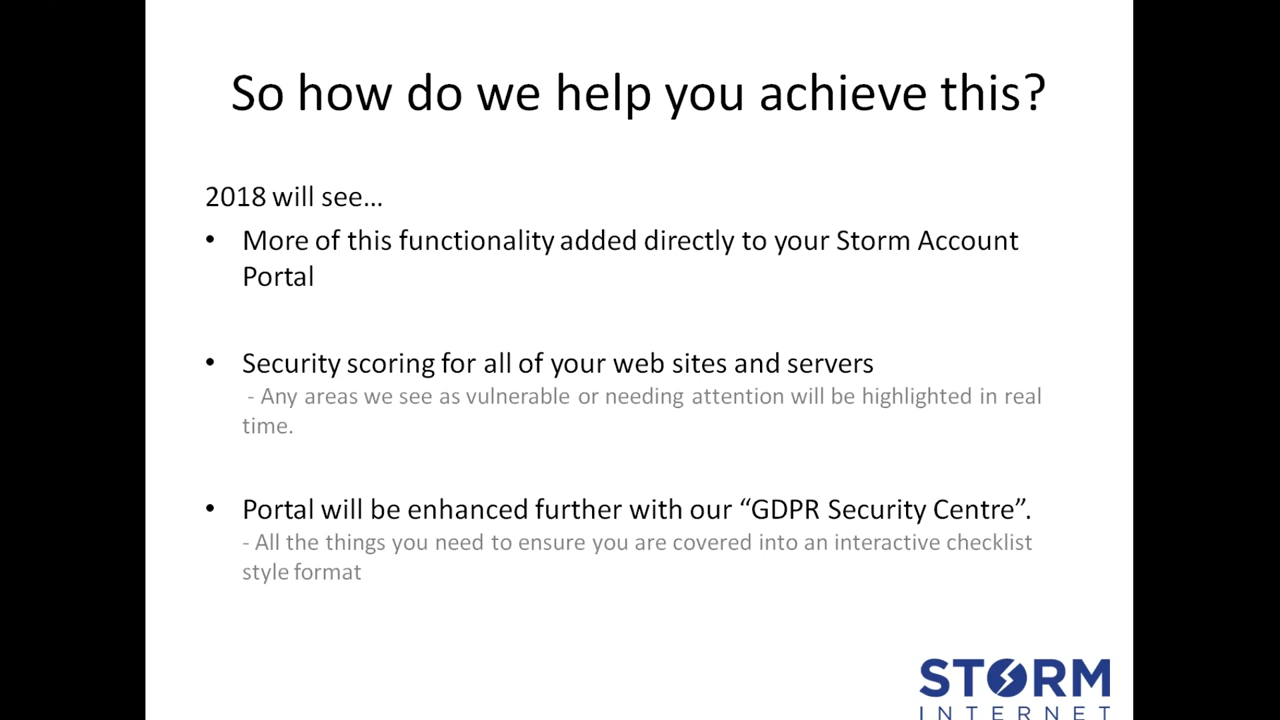 So how do we help you achieve this?
2018 will see...
• More of this functionality added directly to your Storm Account
Portal
• Security scoring for all of your web sites and servers
- Any areas we see as vulnerable or needing attention will be highlighted in real
time.
• Portal will be enhanced further with our “GDPR Security Centre”.
- All the things you need to ensure you are covered into an interactive checklist
style format
STORM
INTERNET